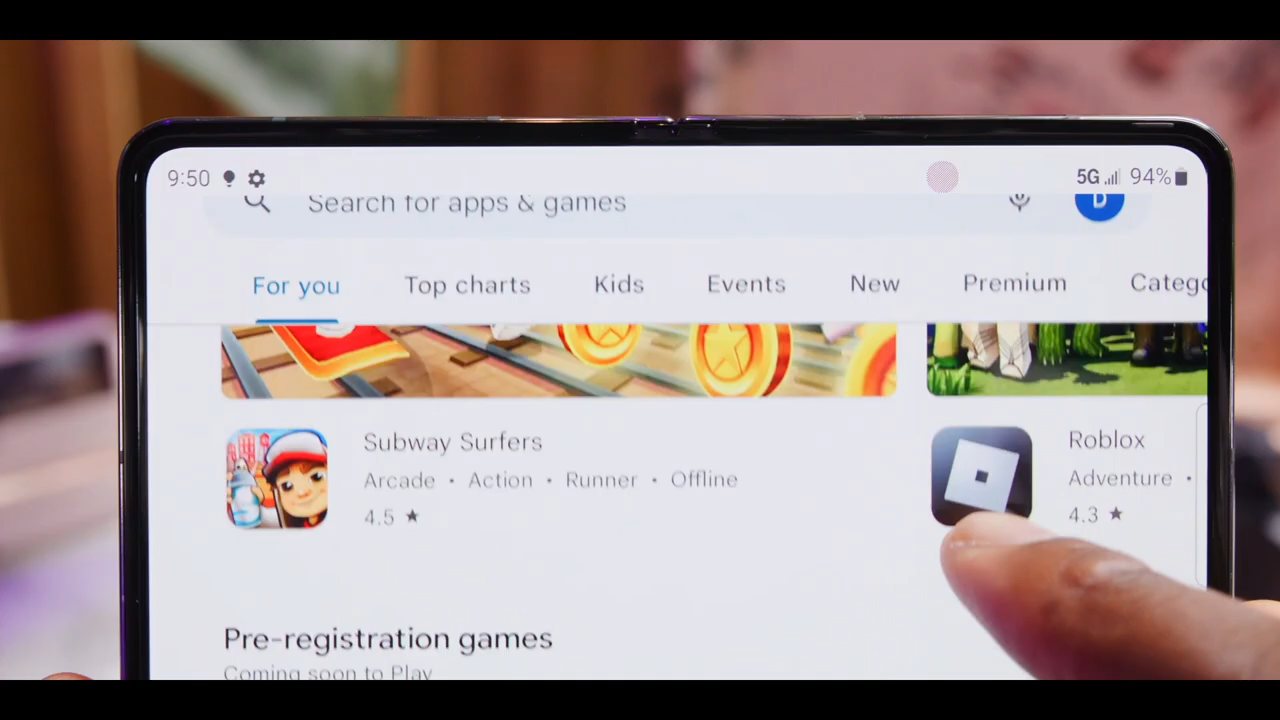 9:50 5G 94%
Search for apps & games D
For you Top charts Kids Events New Premium Catego
Subway Surfers Roblox
Arcade • Action • Runner • Offline Adventure •
4.5 ★ 4.3 ★
Pre-registration games
Coming soon to Play